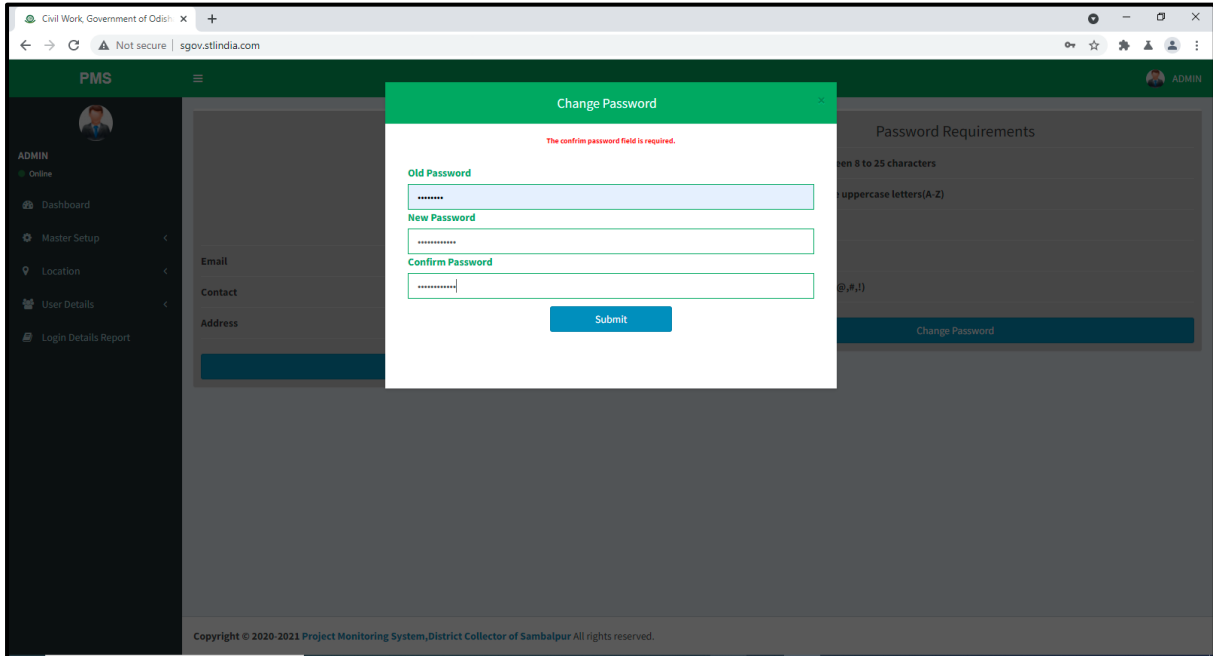 Civil Work, Government of Odish
Not secure | sgov.stlindia.com
PMS
ADMIN
Change Password
×
The confrim password field is required.
Password Requirements
ADMIN
Online
een 8 to 25 characters
Old Password
••••••••
uppercase letters(A-Z)
Dashboard
New Password
••••••••••••
Master Setup
Confirm Password
••••••••••••
Email
Location
@,#,!)
Contact
User Details
Submit
Address
Change Password
Login Details Report
Copyright © 2020-2021 Project Monitoring System,District Collector of Sambalpur All rights reserved.